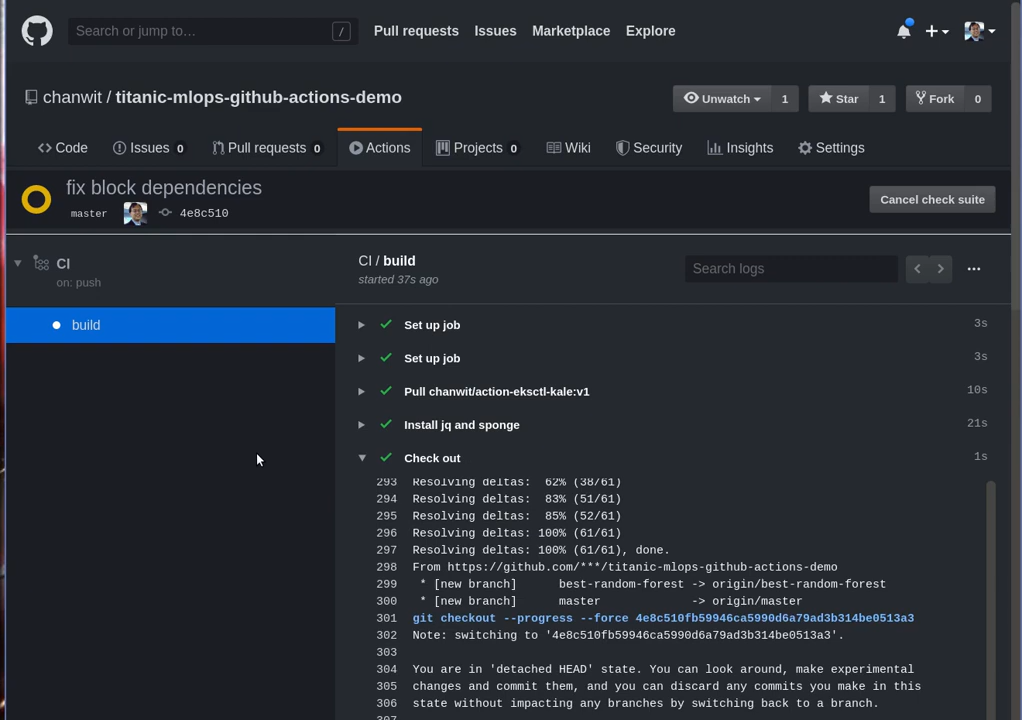 Search or jump to… / Pull requests Issues Marketplace Explore
chanwit / titanic-mlops-github-actions-demo Unwatch 1 Star 1 Fork 0
Code Issues 0 Pull requests 0 Actions Projects 0 Wiki Security Insights Settings
fix block dependencies
master 4e8c510 Cancel check suite
CI
on: push
build
CI / build
started 37s ago
Search logs
Set up job 3s
Set up job 3s
Pull chanwit/action-eksctl-kale:v1 10s
Install jq and sponge 21s
Check out 1s
293 Resolving deltas: 62% (38/61)
294 Resolving deltas: 83% (51/61)
295 Resolving deltas: 85% (52/61)
296 Resolving deltas: 100% (61/61)
297 Resolving deltas: 100% (61/61), done.
298 From https://github.com/***/titanic-mlops-github-actions-demo
299 * [new branch] best-random-forest -> origin/best-random-forest
300 * [new branch] master -> origin/master
301 git checkout --progress --force 4e8c510fb59946ca5990d6a79ad3b314be0513a3
302 Note: switching to '4e8c510fb59946ca5990d6a79ad3b314be0513a3'.
303
304 You are in 'detached HEAD' state. You can look around, make experimental
305 changes and commit them, and you can discard any commits you make in this
306 state without impacting any branches by switching back to a branch.
307